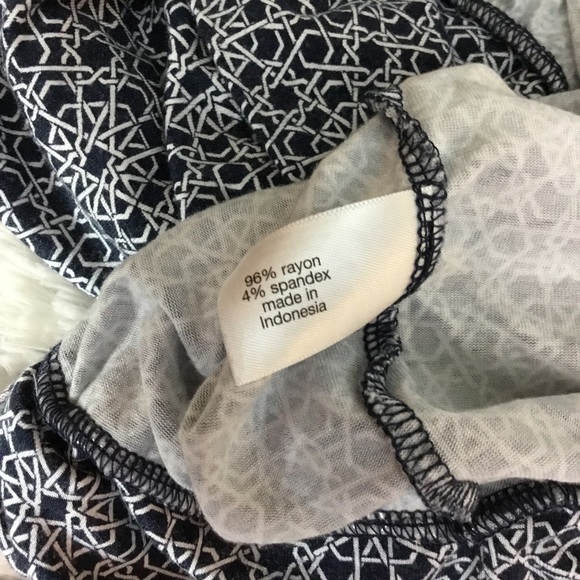 96% rayon
4% spandex
made in
Indonesia